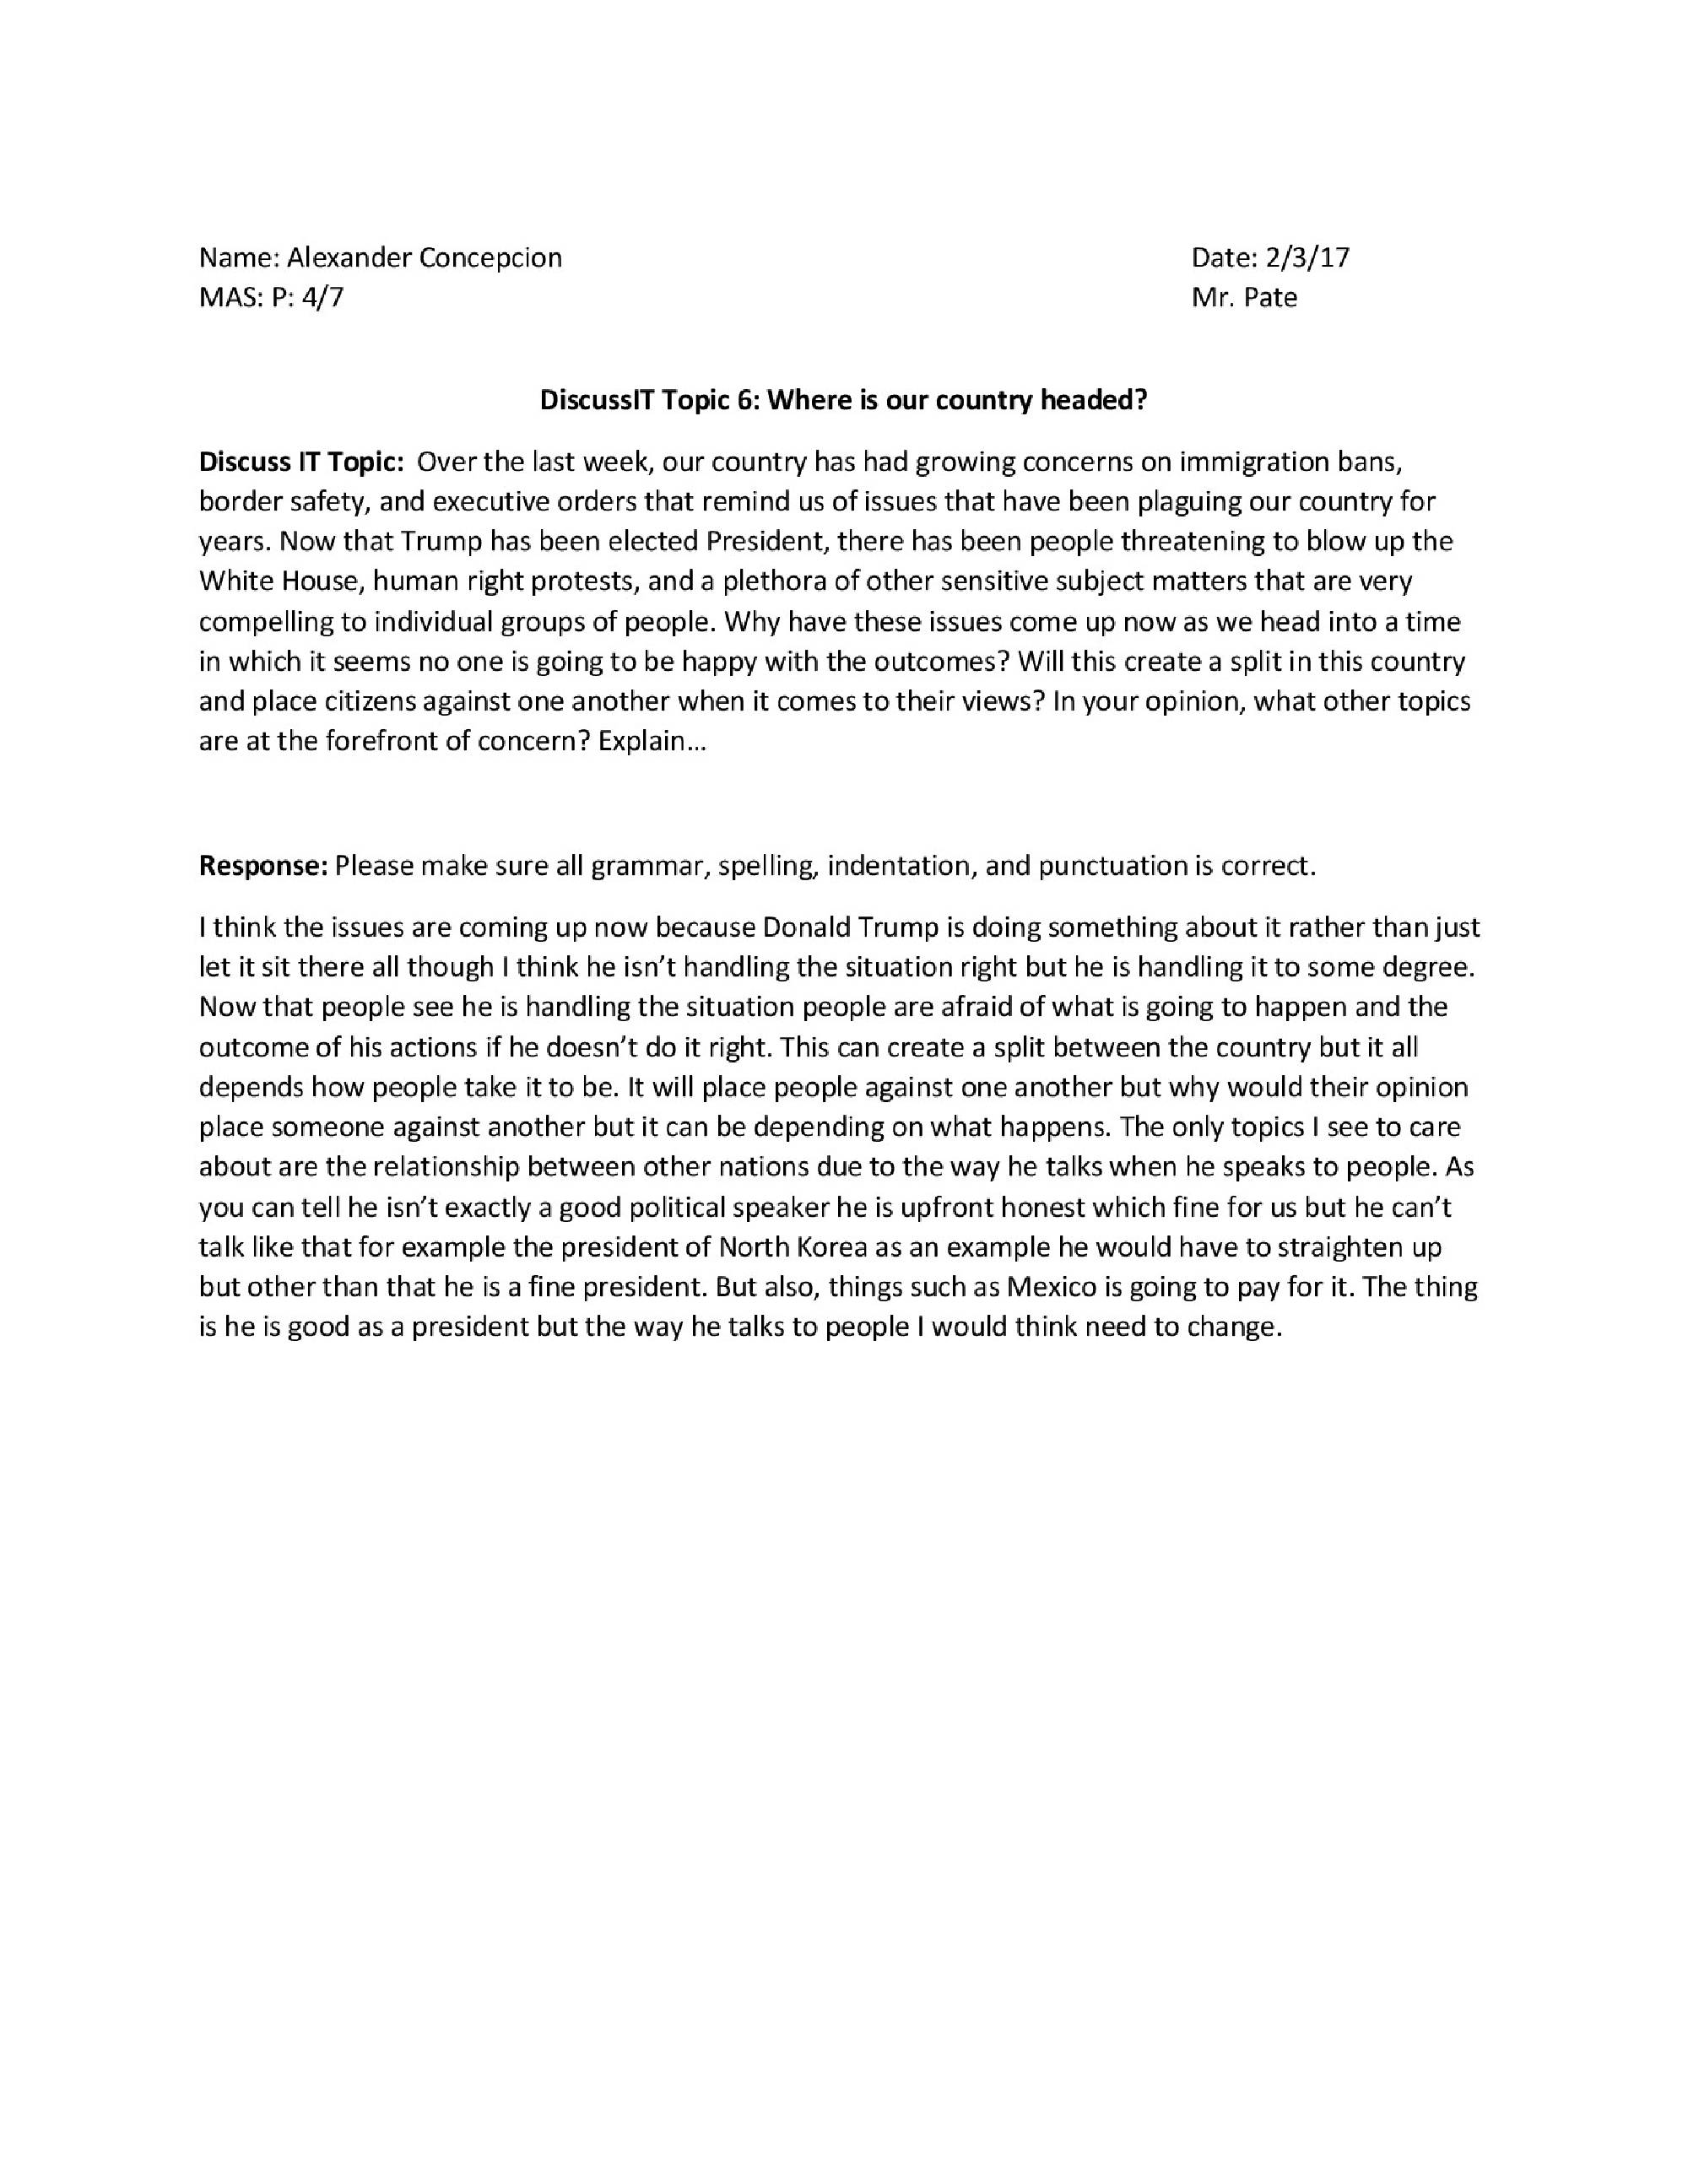 Name: Alexander Concepcion Date: 2/3/17
MAS: P: 4/7 Mr. Pate
DiscussIT Topic 6: Where is our country headed?
Discuss IT Topic: Over the last week, our country has had growing concerns on immigration bans,
border safety, and executive orders that remind us of issues that have been plaguing our country for
years. Now that Trump has been elected President, there has been people threatening to blow up the
White House, human right protests, and a plethora of other sensitive subject matters that are very
compelling to individual groups of people. Why have these issues come up now as we head into a time
in which it seems no one is going to be happy with the outcomes? Will this create a split in this country
and place citizens against one another when it comes to their views? In your opinion, what other topics
are at the forefront of concern? Explain…
Response: Please make sure all grammar, spelling, indentation, and punctuation is correct.
I think the issues are coming up now because Donald Trump is doing something about it rather than just
let it sit there all though I think he isn’t handling the situation right but he is handling it to some degree.
Now that people see he is handling the situation people are afraid of what is going to happen and the
outcome of his actions if he doesn’t do it right. This can create a split between the country but it all
depends how people take it to be. It will place people against one another but why would their opinion
place someone against another but it can be depending on what happens. The only topics I see to care
about are the relationship between other nations due to the way he talks when he speaks to people. As
you can tell he isn’t exactly a good political speaker he is upfront honest which fine for us but he can’t
talk like that for example the president of North Korea as an example he would have to straighten up
but other than that he is a fine president. But also, things such as Mexico is going to pay for it. The thing
is he is good as a president but the way he talks to people I would think need to change.